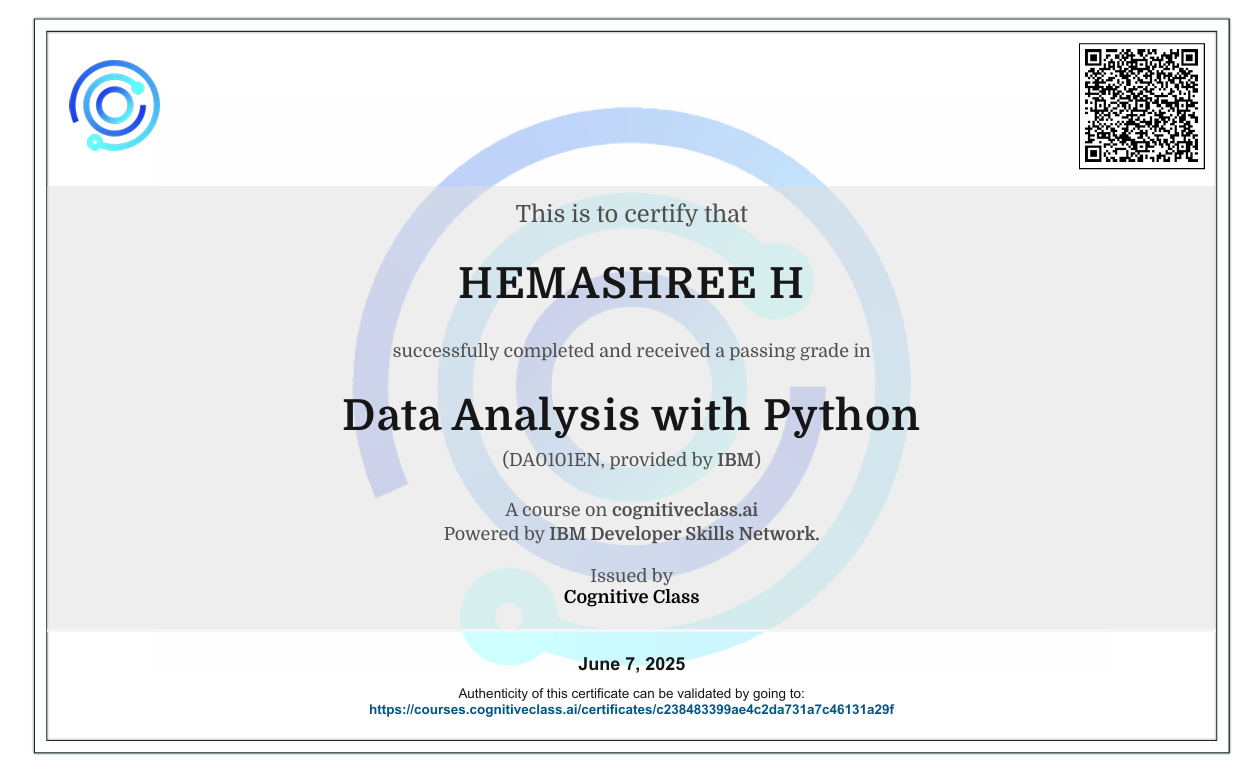 This is to certify that
HEMASHREE H
successfully completed and received a passing grade in
Data Analysis with Python
(DA0101EN, provided by IBM)
A course on cognitiveclass.ai
Powered by IBM Developer Skills Network.
Issued by
Cognitive Class
June 7, 2025
Authenticity of this certificate can be validated by going to:
https://courses.cognitiveclass.ai/certificates/c238483399ae4c2da731a7c46131a29f